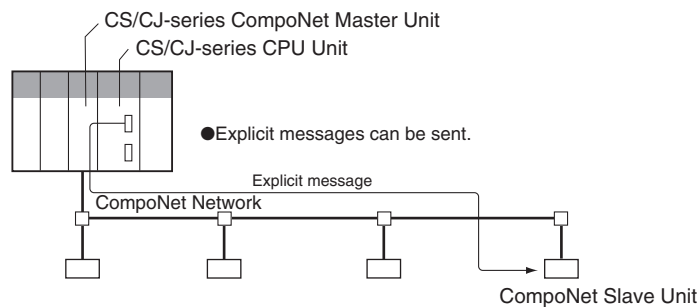 CS/CJ-series CompoNet Master Unit
CS/CJ-series CPU Unit
●Explicit messages can be sent.
Explicit message
CompoNet Network
CompoNet Slave Unit